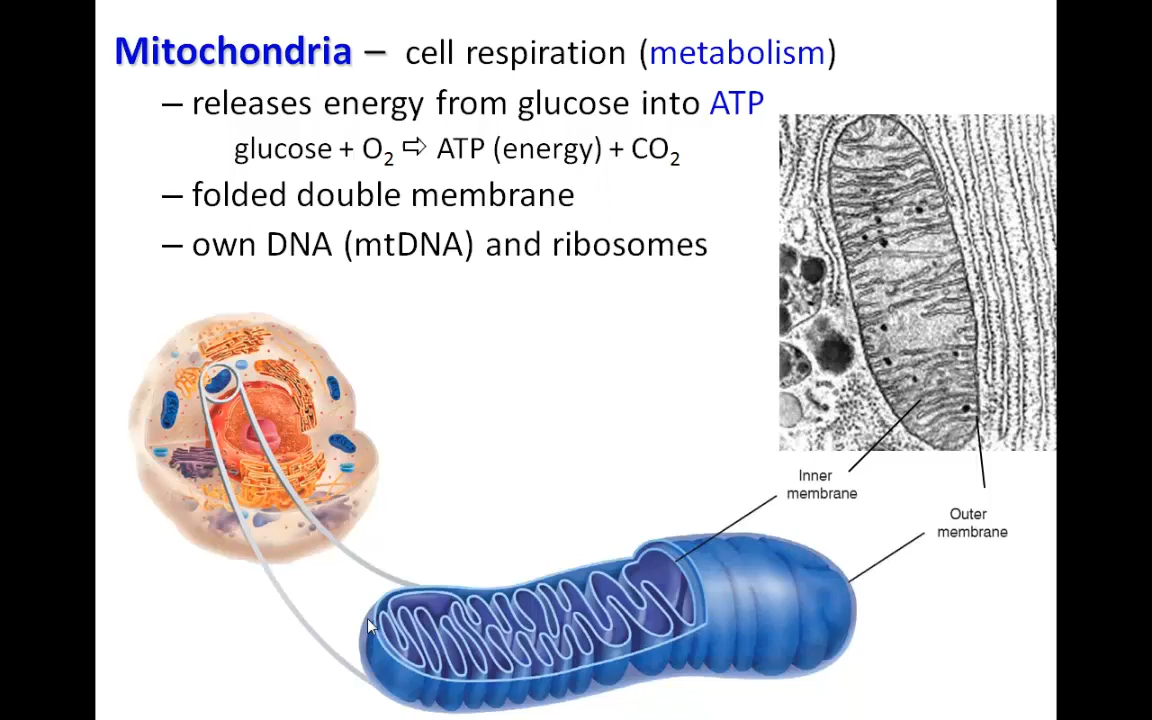 Mitochondria – cell respiration (metabolism)
– releases energy from glucose into ATP
glucose + O₂ ⇨ ATP (energy) + CO₂
– folded double membrane
– own DNA (mtDNA) and ribosomes
Inner
membrane
Outer
membrane